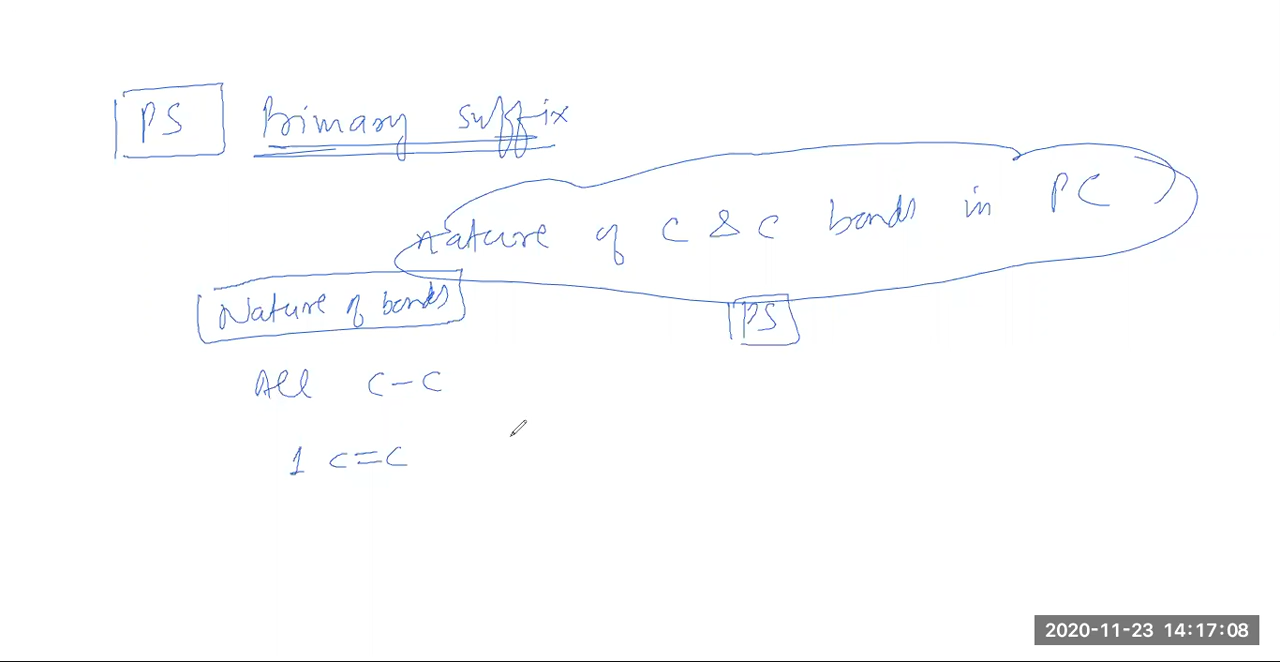 PS Primary suffix
Nature of C & C bonds in PC
Nature of bonds PS
All C-C
1 C=C
2020-11-23 14:17:08